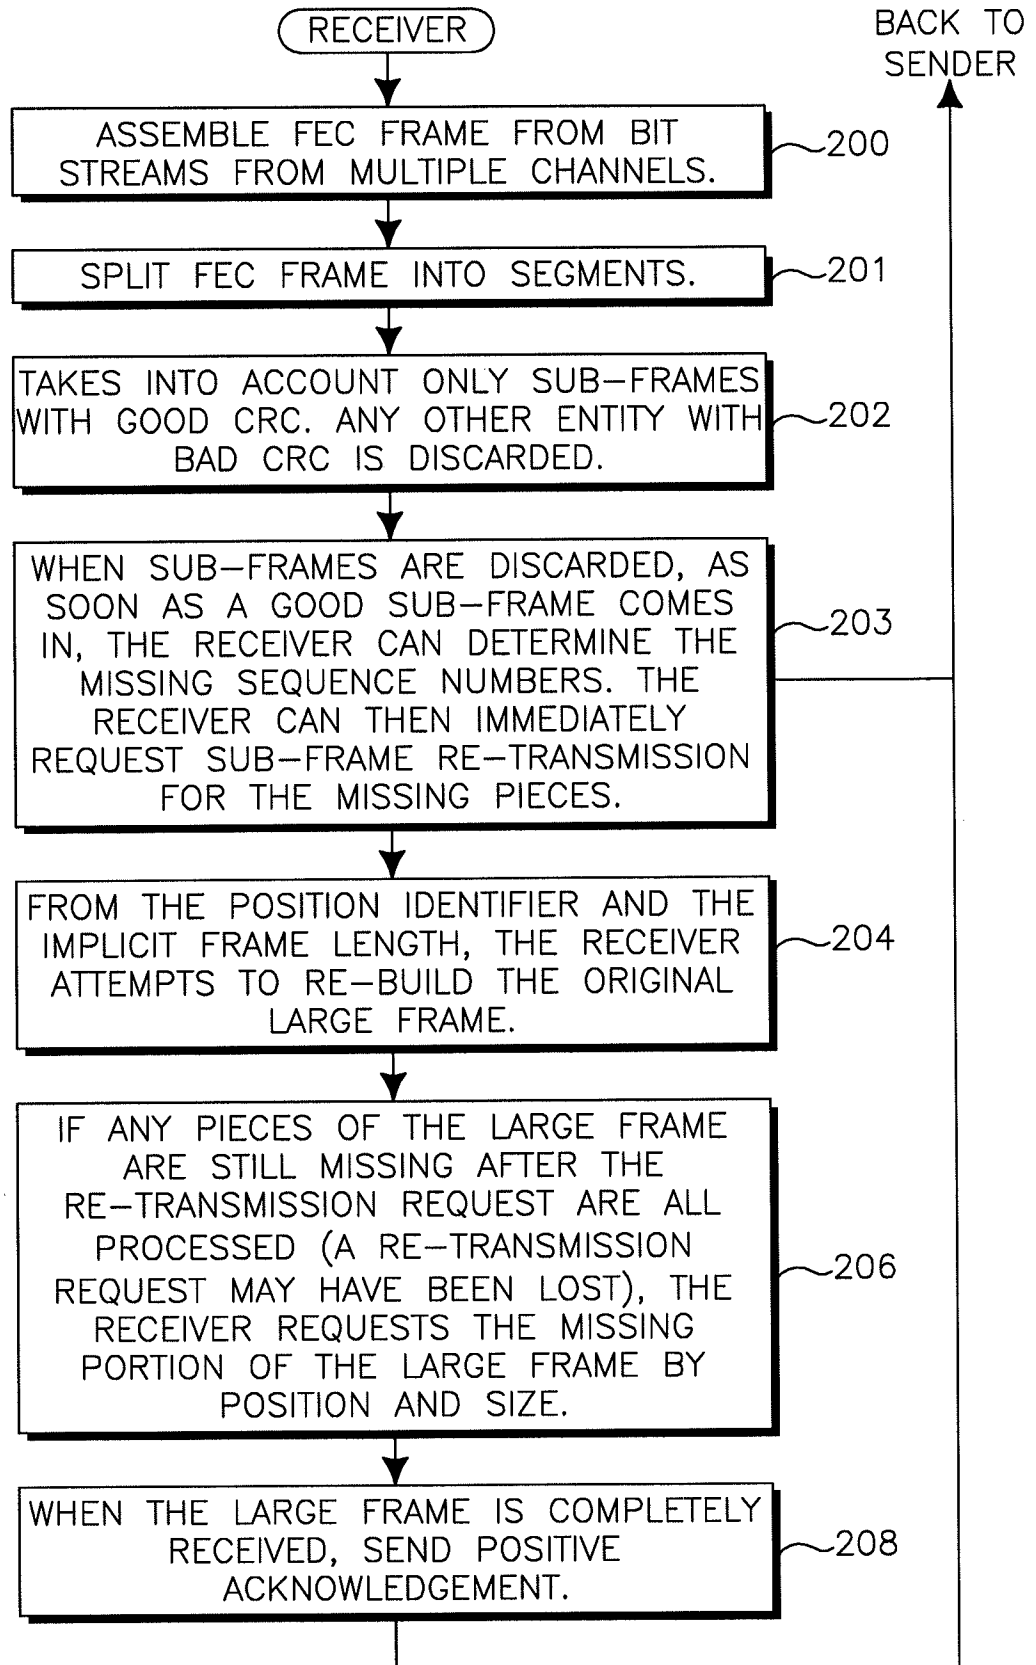 RECEIVER
BACK TO
SENDER
ASSEMBLE FEC FRAME FROM BIT
STREAMS FROM MULTIPLE CHANNELS.
200
SPLIT FEC FRAME INTO SEGMENTS.
201
TAKES INTO ACCOUNT ONLY SUB-FRAMES
WITH GOOD CRC. ANY OTHER ENTITY WITH
BAD CRC IS DISCARDED.
202
WHEN SUB-FRAMES ARE DISCARDED, AS
SOON AS A GOOD SUB-FRAME COMES
IN, THE RECEIVER CAN DETERMINE THE
MISSING SEQUENCE NUMBERS. THE
RECEIVER CAN THEN IMMEDIATELY
REQUEST SUB-FRAME RE-TRANSMISSION
FOR THE MISSING PIECES.
203
FROM THE POSITION IDENTIFIER AND THE
IMPLICIT FRAME LENGTH, THE RECEIVER
ATTEMPTS TO RE-BUILD THE ORIGINAL
LARGE FRAME.
204
IF ANY PIECES OF THE LARGE FRAME
ARE STILL MISSING AFTER THE
RE-TRANSMISSION REQUEST ARE ALL
PROCESSED (A RE-TRANSMISSION
REQUEST MAY HAVE BEEN LOST), THE
RECEIVER REQUESTS THE MISSING
PORTION OF THE LARGE FRAME BY
POSITION AND SIZE.
206
WHEN THE LARGE FRAME IS COMPLETELY
RECEIVED, SEND POSITIVE
ACKNOWLEDGEMENT.
208